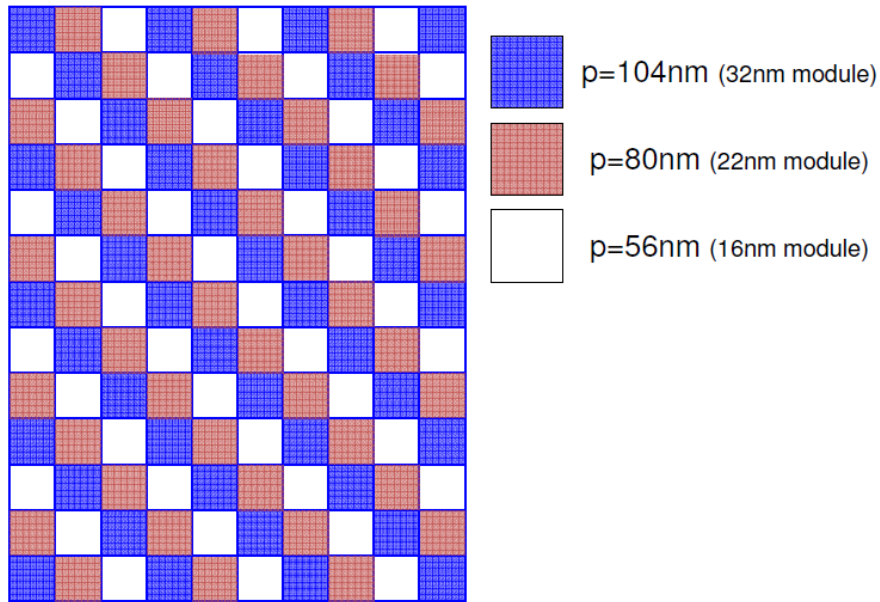 p=104nm (32nm module)
p=80nm (22nm module)
p=56nm (16nm module)